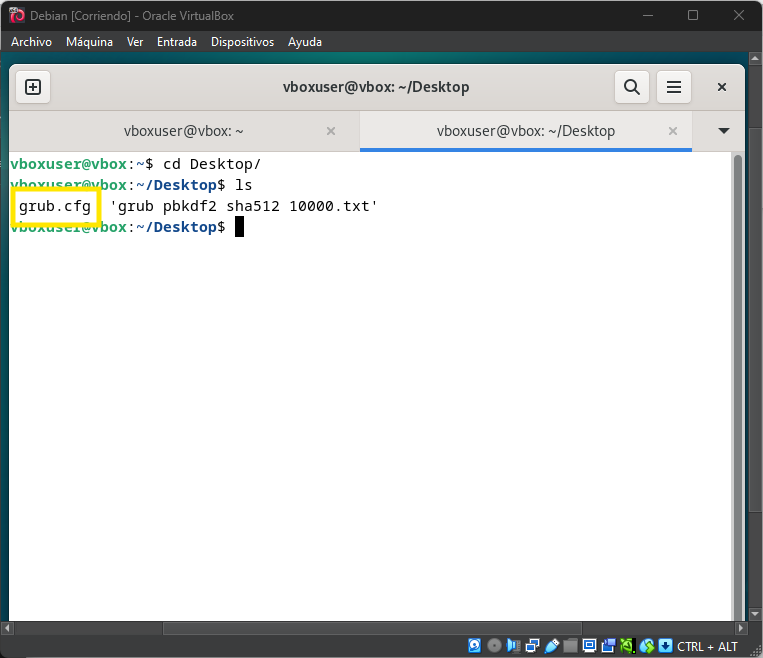 Debian [Corriendo] - Oracle VirtualBox
Archivo Máquina Ver Entrada Dispositivos Ayuda
vboxuser@vbox: ~/Desktop
vboxuser@vbox: ~
vboxuser@vbox: ~/Desktop
vboxuser@vbox:~$ cd Desktop/
vboxuser@vbox:~/Desktop$ ls
grub.cfg 'grub pbkdf2 sha512 10000.txt'
vboxuser@vbox:~/Desktop$
CTRL + ALT